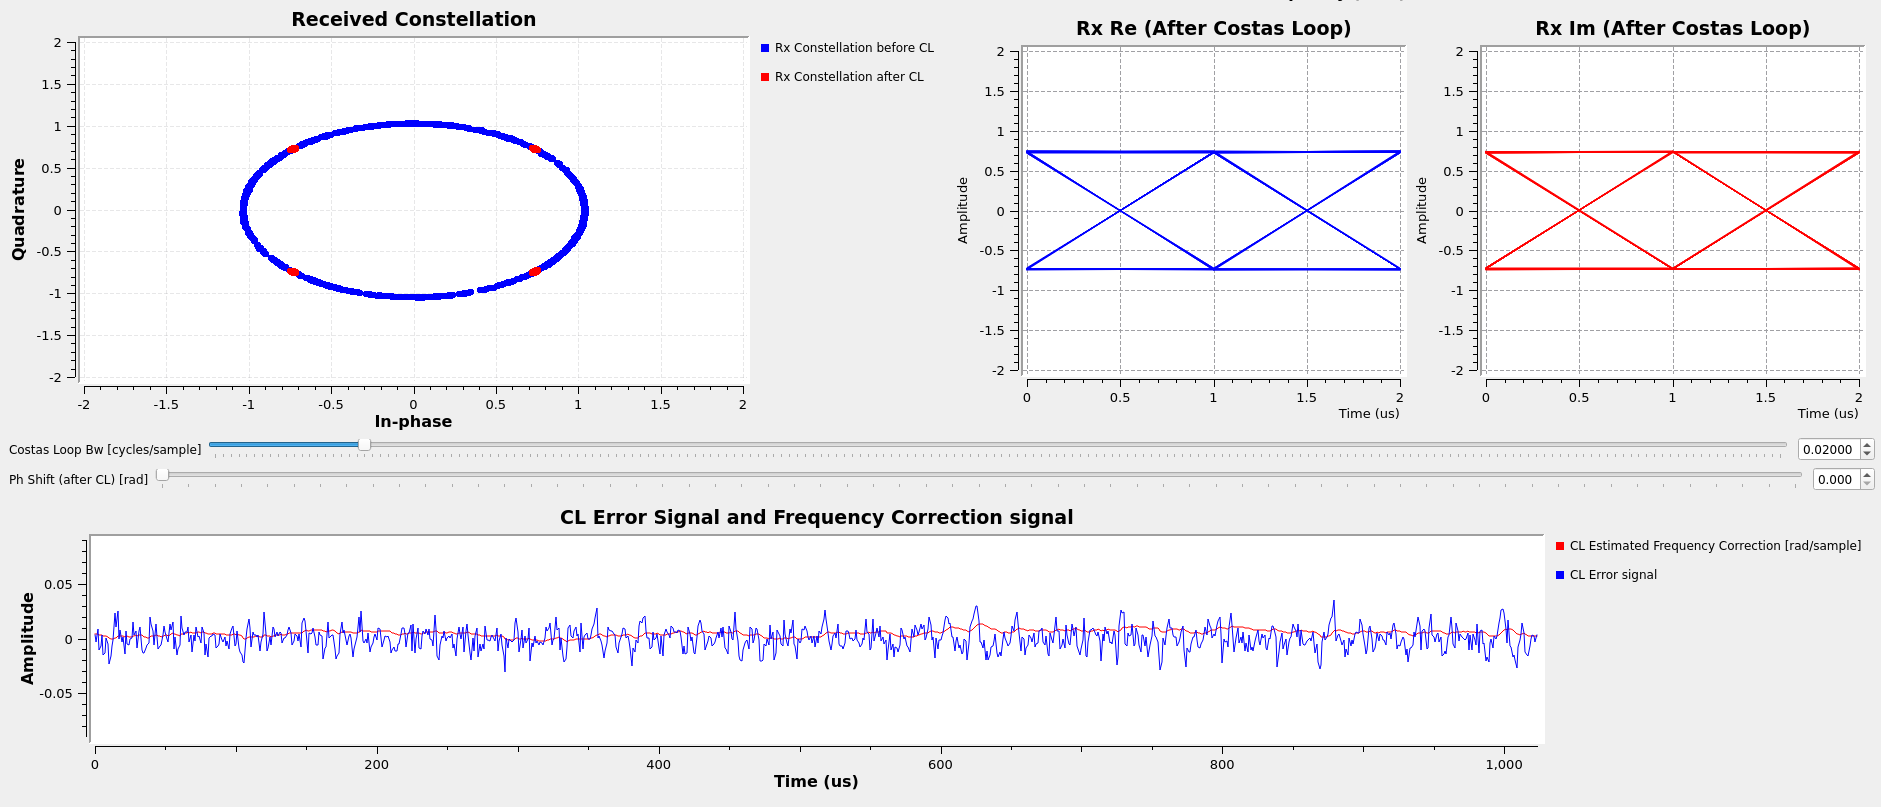 Received Constellation
2
1.5
1
0.5
0
-0.5
-1
-1.5
-2
Quadrature
-2 -1.5 -1 -0.5 0 0.5 1 1.5 2
In-phase
Rx Constellation before CL
Rx Constellation after CL
Rx Re (After Costas Loop)
2
1.5
1
0.5
0
-0.5
-1
-1.5
-2
Amplitude
0 0.5 1 1.5 2
Time (us)
Rx Im (After Costas Loop)
2
1.5
1
0.5
0
-0.5
-1
-1.5
-2
Amplitude
0 0.5 1 1.5 2
Time (us)
Costas Loop Bw [cycles/sample] 0.02000
Ph Shift (after CL) [rad] 0.000
CL Error Signal and Frequency Correction signal
0.05
0
-0.05
Amplitude
0 200 400 600 800 1,000
Time (us)
CL Estimated Frequency Correction [rad/sample]
CL Error signal